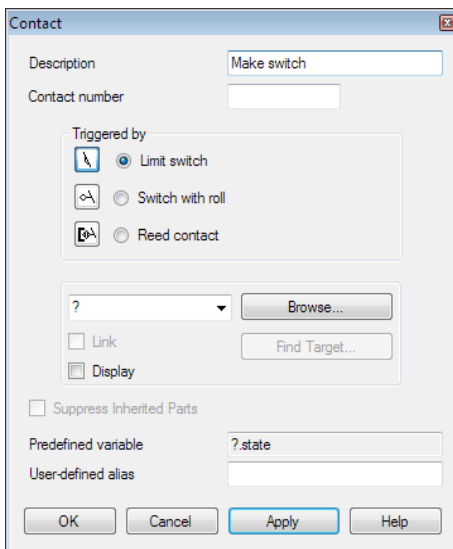 Contact
Description Make switch
Contact number
Triggered by
Limit switch
Switch with roll
Reed contact
? Browse...
Link Find Target...
Display
Suppress Inherited Parts
Predefined variable ?.state
User-defined alias
OK Cancel Apply Help